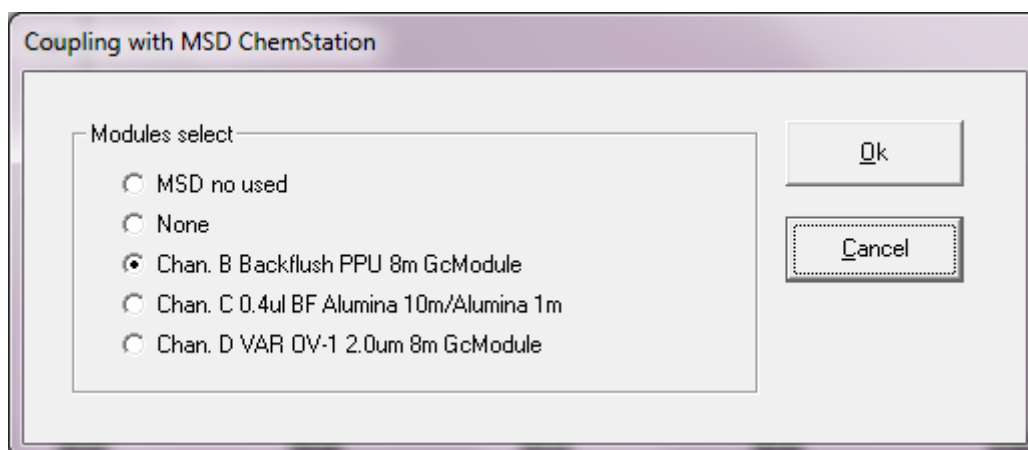 Coupling with MSD ChemStation
Modules select
MSD no used
None
Chan. B Backflush PPU 8m GcModule
Chan. C 0.4ul BF Alumina 10m/Alumina 1m
Chan. D VAR OV-1 2.0um 8m GcModule
Ok
Cancel